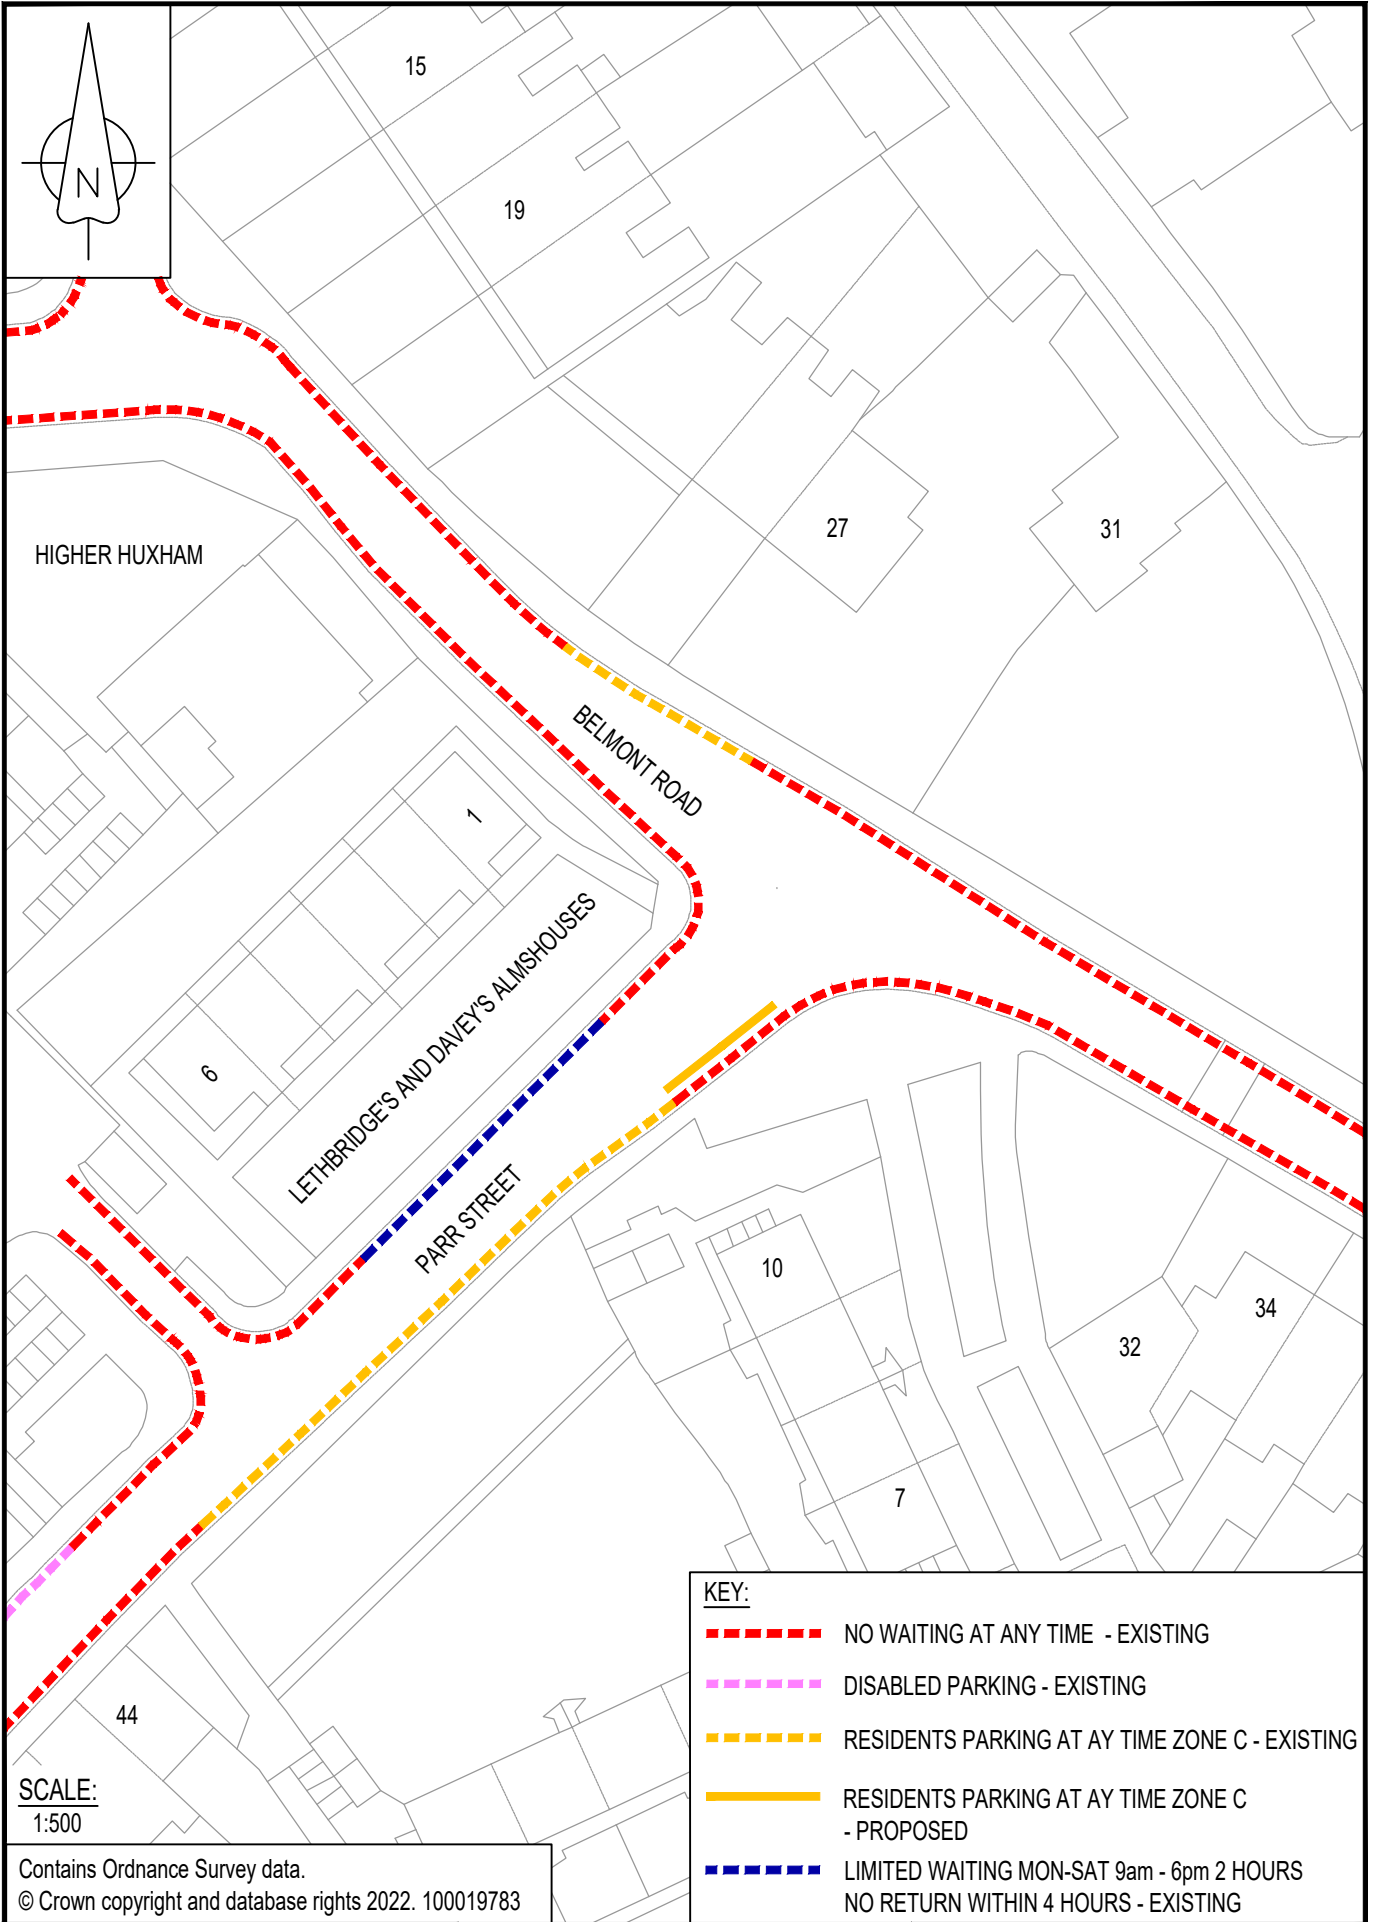 N
15
19
HIGHER HUXHAM
27
31
BELMONT ROAD
1
LETHBRIDGE'S AND DAVEY'S ALMSHOUSES
6
PARR STREET
10
34
32
7
44
SCALE:
1:500
Contains Ordnance Survey data.
© Crown copyright and database rights 2022. 100019783
KEY:
NO WAITING AT ANY TIME - EXISTING
DISABLED PARKING - EXISTING
RESIDENTS PARKING AT AY TIME ZONE C - EXISTING
RESIDENTS PARKING AT AY TIME ZONE C
- PROPOSED
LIMITED WAITING MON-SAT 9am - 6pm 2 HOURS
NO RETURN WITHIN 4 HOURS - EXISTING